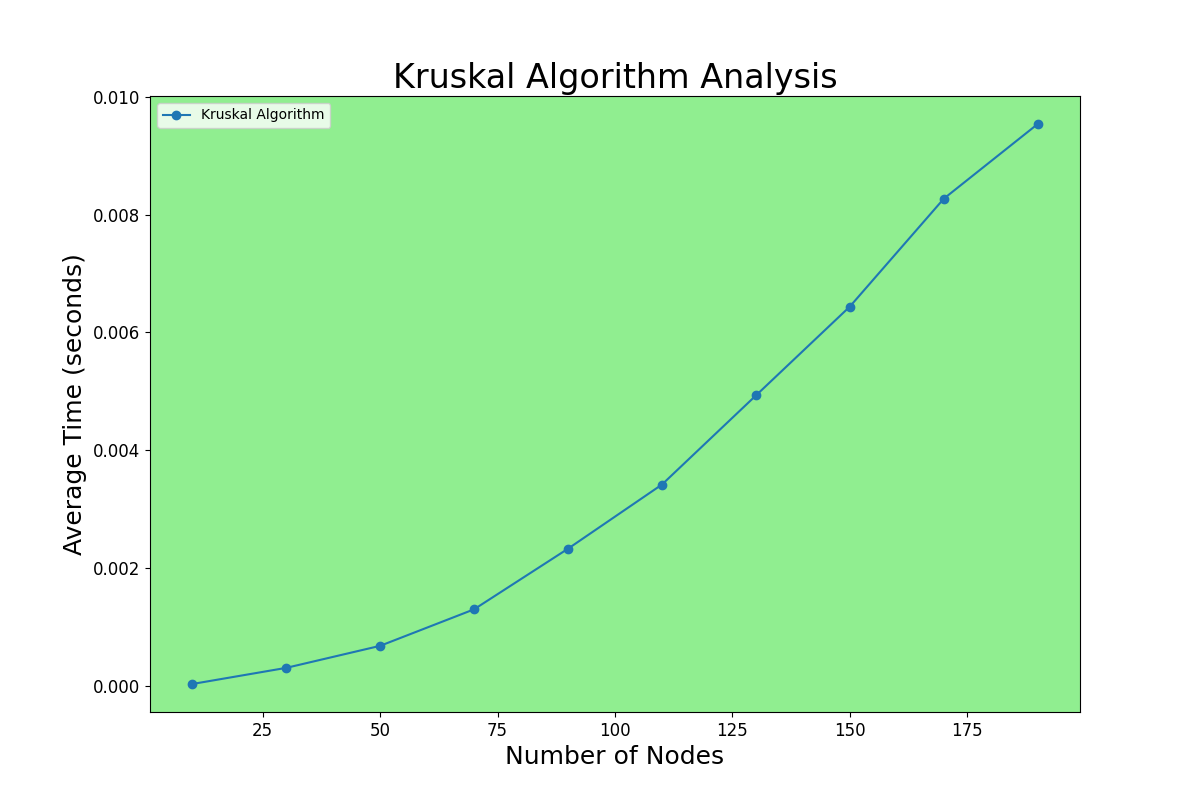 Kruskal Algorithm Analysis
Kruskal Algorithm
0.010
0.008
0.006
0.004
0.002
0.000
Average Time (seconds)
25 50 75 100 125 150 175
Number of Nodes